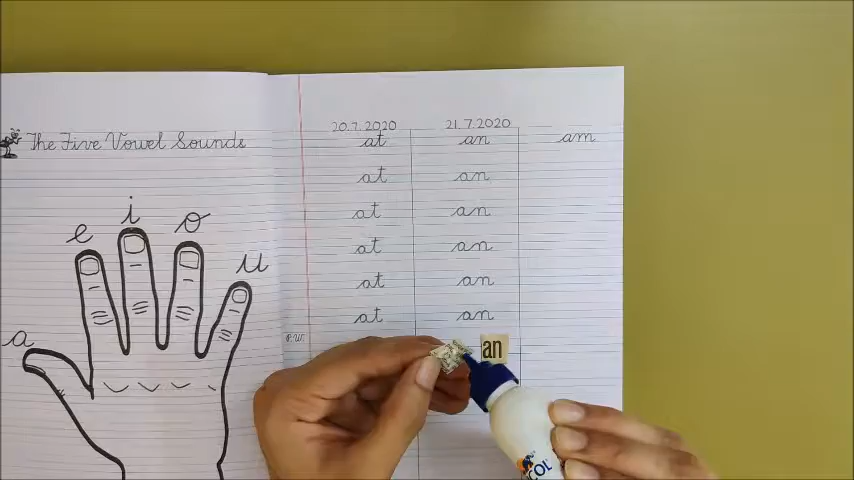 The Five Vowel Sounds
i
e o
u
a
20.7.2020 21.7.2020
at an am
at an
at an
at an
at an
at an
P.W. an
COL